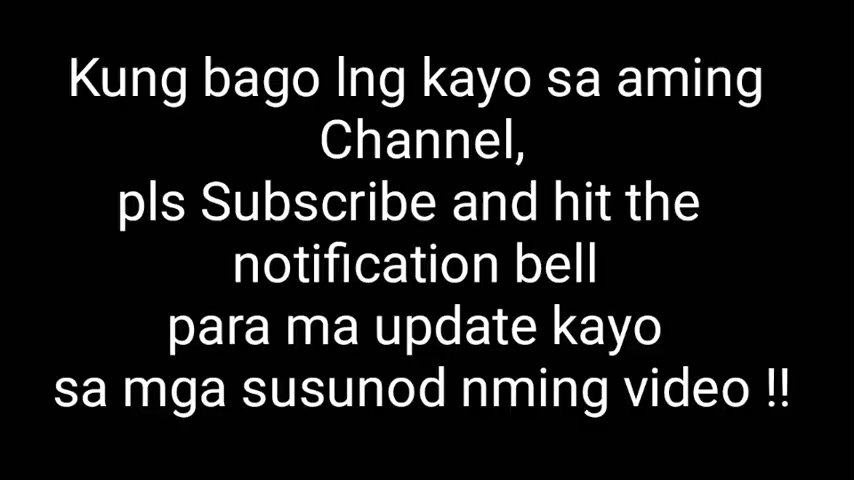 Kung bago lng kayo sa aming
Channel,
pls Subscribe and hit the
notification bell
para ma update kayo
sa mga susunod nming video !!